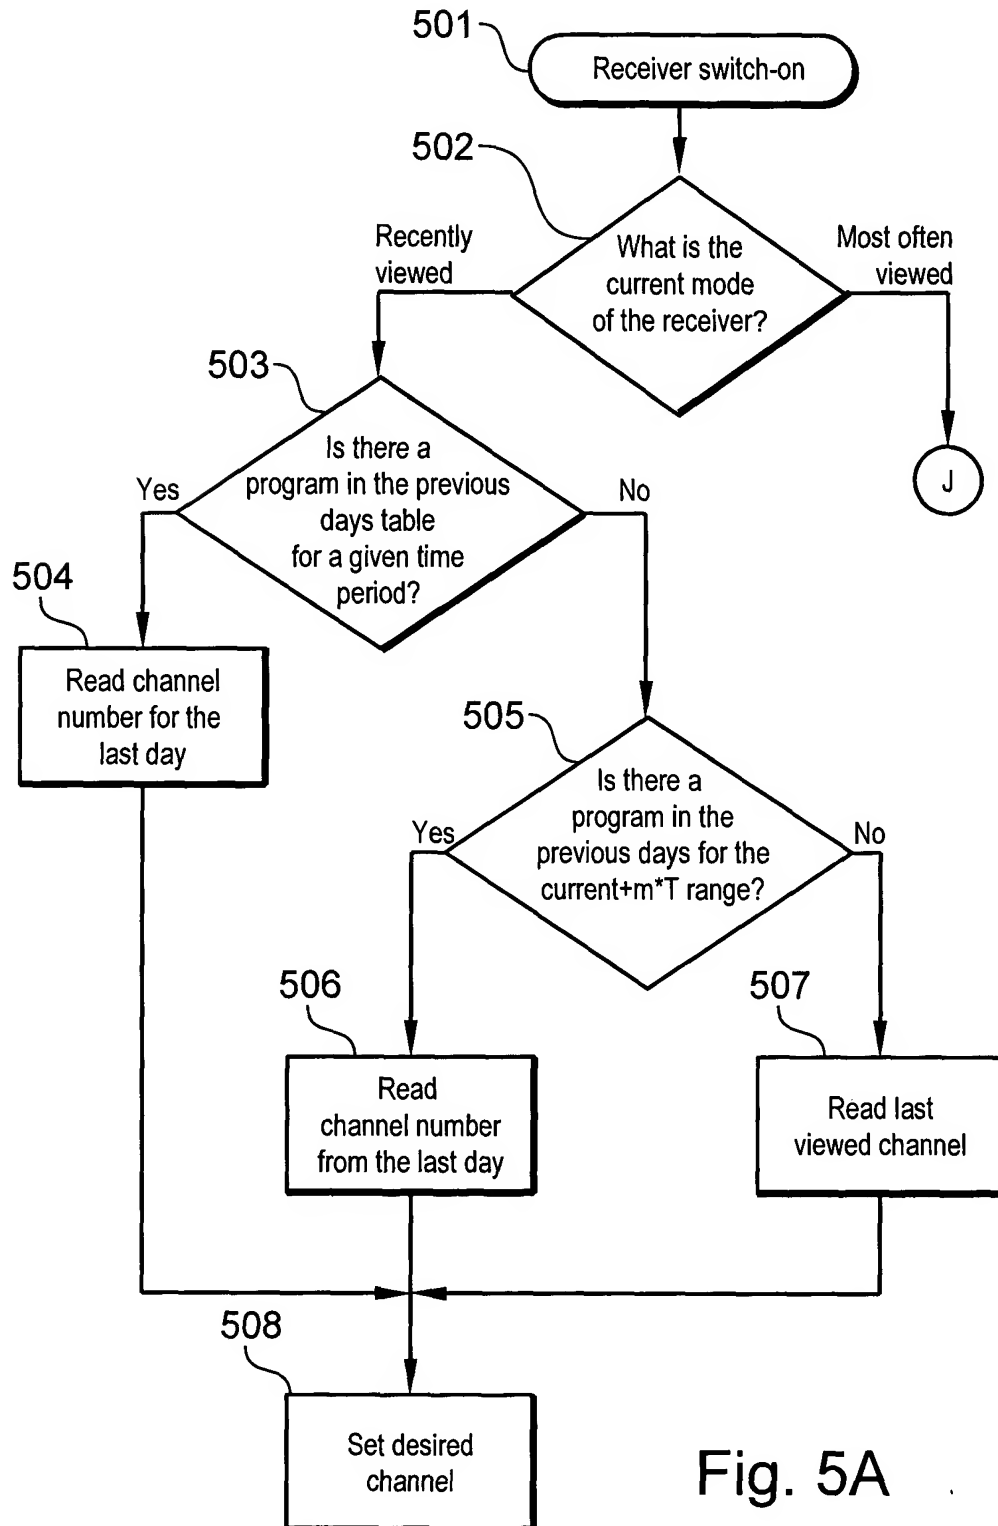 501
Receiver switch-on
502
What is the
current mode
of the receiver?
Recently
viewed
Most often
viewed
J
503
Is there a
program in the previous
days table
for a given time
period?
Yes
No
504
Read channel
number for the
last day
505
Is there a
program in the
previous days for the
current+m*T range?
Yes
No
506
Read
channel number
from the last day
507
Read last
viewed channel
508
Set desired
channel
Fig. 5A